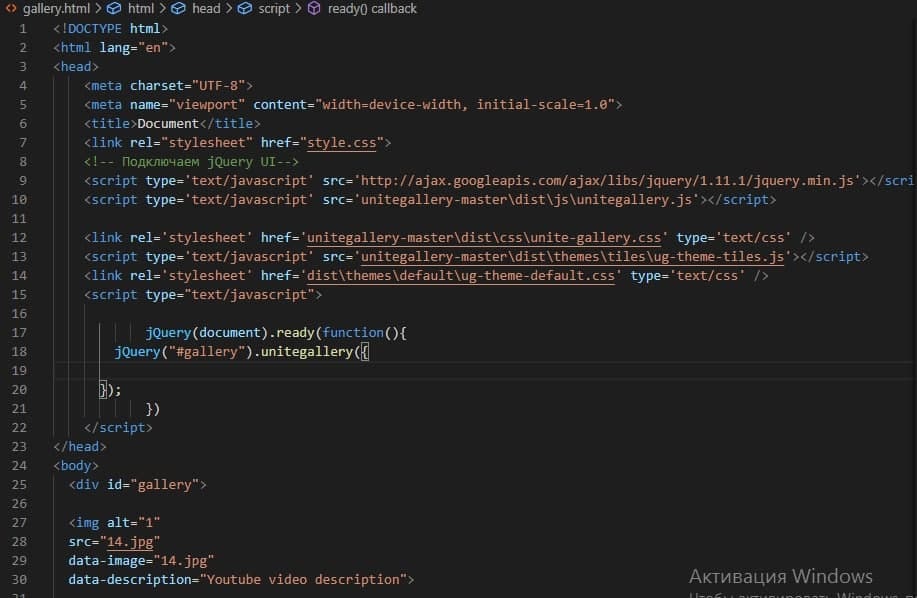 gallery.html > html > head > script > ready() callback
1 <!DOCTYPE html>
2 <html lang="en">
3 <head>
4 <meta charset="UTF-8">
5 <meta name="viewport" content="width=device-width, initial-scale=1.0">
6 <title>Document</title>
7 <link rel="stylesheet" href="style.css">
8 <!-- Подключаем jQuery UI-->
9 <script type='text/javascript' src='http://ajax.googleapis.com/ajax/libs/jquery/1.11.1/jquery.min.js'></scri
10 <script type='text/javascript' src='unitegallery-master\dist\js\unitegallery.js'></script>
11
12 <link rel='stylesheet' href='unitegallery-master\dist\css\unite-gallery.css' type='text/css' />
13 <script type='text/javascript' src='unitegallery-master\dist\themes\tiles\ug-theme-tiles.js'></script>
14 <link rel='stylesheet' href='dist\themes\default\ug-theme-default.css' type='text/css' />
15 <script type="text/javascript">
16
17 jQuery(document).ready(function(){
18 jQuery("#gallery").unitegallery({
19
20 });
21 })
22 </script>
23 </head>
24 <body>
25 <div id="gallery">
26
27 <img alt="1"
28 src="14.jpg"
29 data-image="14.jpg"
30 data-description="Youtube video description">
Активация Windows